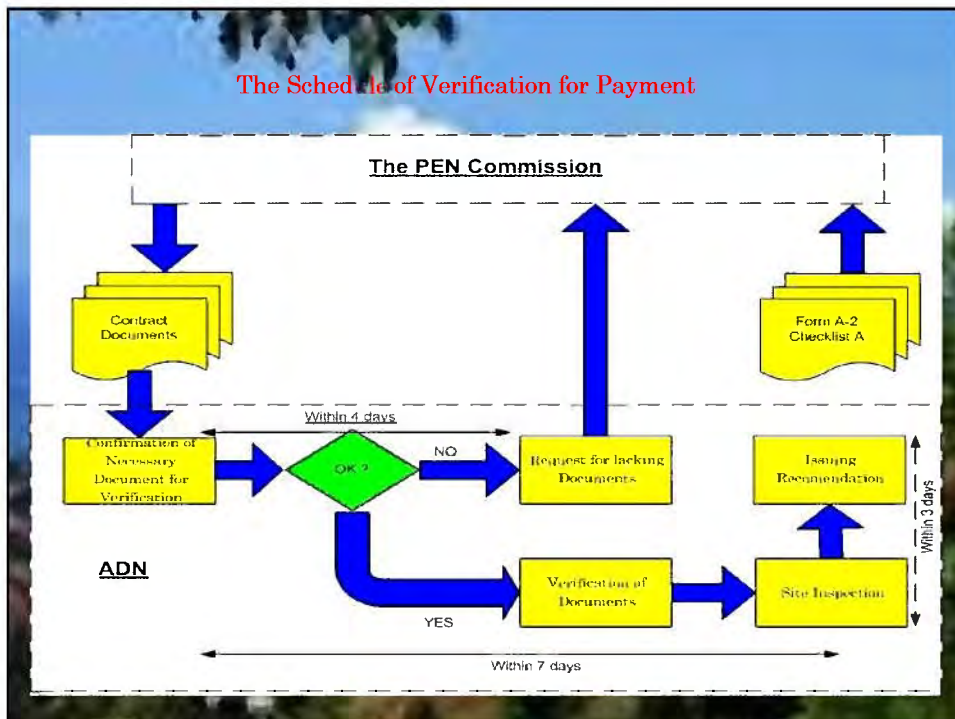 The Schedule of Verification for Payment
The PEN Commission
Contract
Documents
Form A-2
Checklist A
Within 4 days
Confirmation of
Necessary
Document for
Verification
OK ?
NO
Request for lacking
Documents
Issuing
Recomendation
Within 3 days
ADN
YES
Verification of
Documents
Site Inspection
Within 7 days